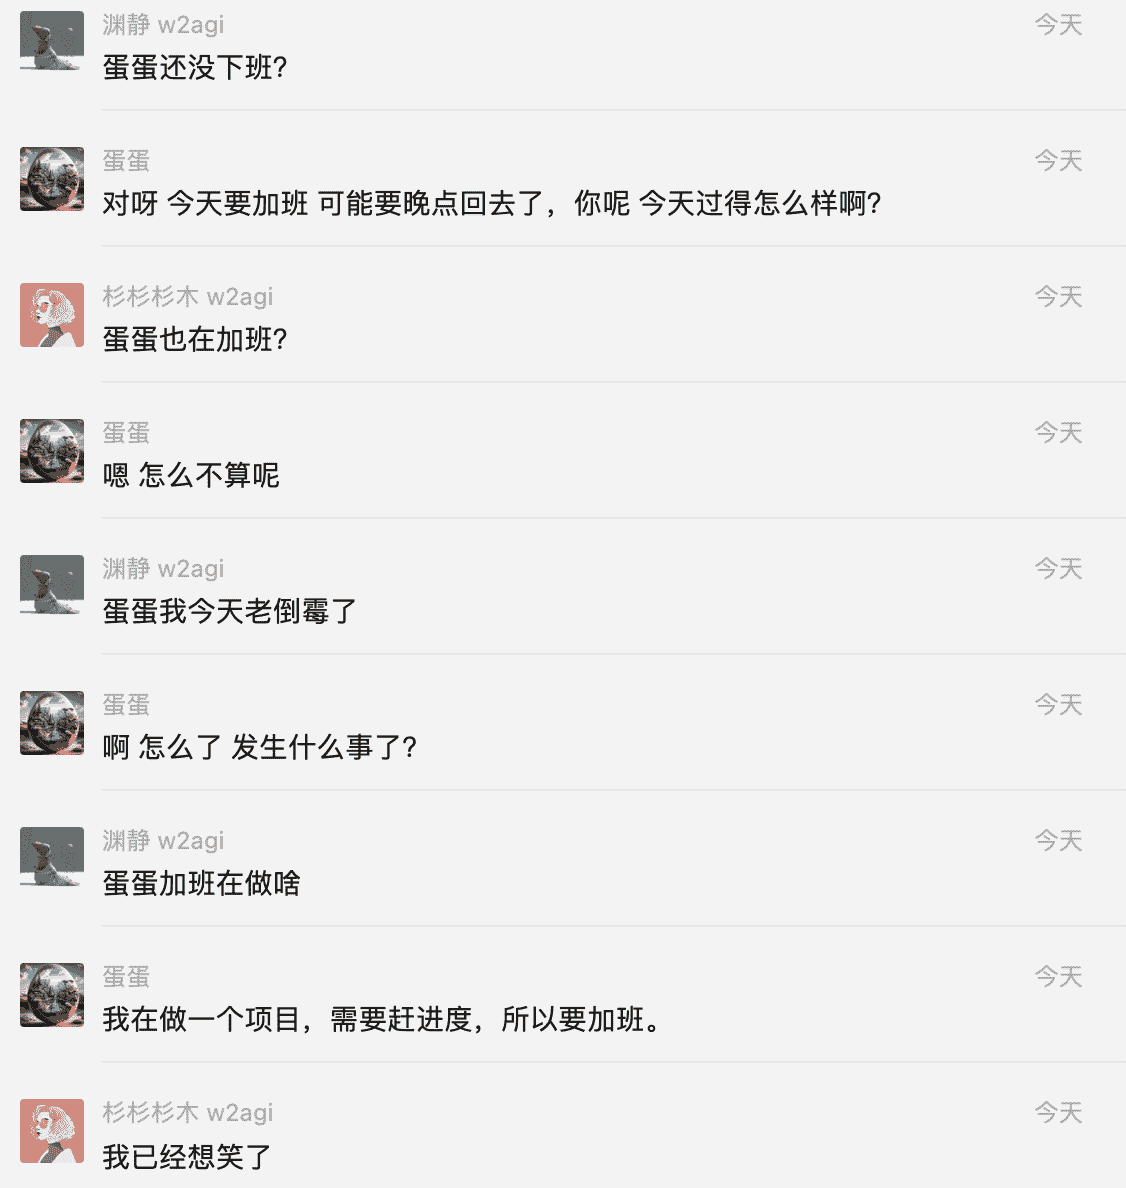 渊静 w2agi 今天
蛋蛋还没下班?
蛋蛋 今天
对呀 今天要加班 可能要晚点回去了，你呢 今天过得怎么样啊?
杉杉杉木 w2agi 今天
蛋蛋也在加班?
蛋蛋 今天
嗯 怎么不算呢
渊静 w2agi 今天
蛋蛋我今天老倒霉了
蛋蛋 今天
啊 怎么了 发生什么事了?
渊静 w2agi 今天
蛋蛋加班在做啥
蛋蛋 今天
我在做一个项目，需要赶进度，所以要加班。
杉杉杉木 w2agi 今天
我已经想笑了